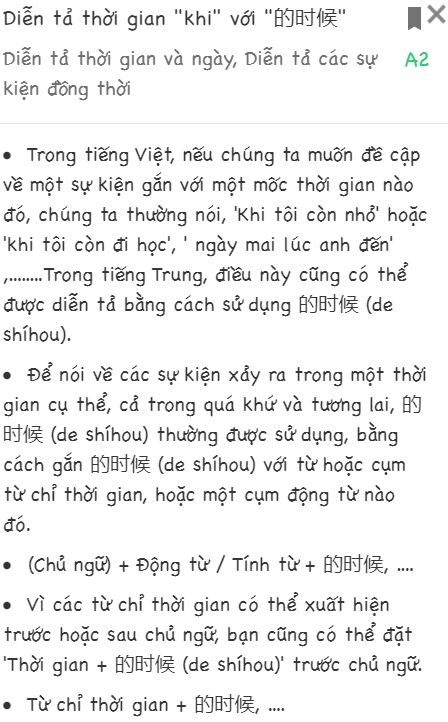 Diễn tả thời gian "khi" với "的时候"
Diễn tả thời gian và ngày, Diễn tả các sự
kiện đồng thời
A2
• Trong tiếng Việt, nếu chúng ta muốn đề cập
về một sự kiện gắn với một mốc thời gian nào
đó, chúng ta thường nói, 'Khi tôi còn nhỏ' hoặc
'khi tôi còn đi học', ' ngày mai lúc anh đến'
,........Trong tiếng Trung, điều này cũng có thể
được diễn tả bằng cách sử dụng 的时候 (de
shíhou).
• Để nói về các sự kiện xảy ra trong một thời
gian cụ thể, cả trong quá khứ và tương lai, 的
时候 (de shíhou) thường được sử dụng, bằng
cách gắn 的时候 (de shíhou) với từ hoặc cụm
từ chỉ thời gian, hoặc một cụm động từ nào
đó.
• (Chủ ngữ) + Động từ / Tính từ + 的时候, ....
• Vì các từ chỉ thời gian có thể xuất hiện
trước hoặc sau chủ ngữ, bạn cũng có thể đặt
'Thời gian + 的时候 (de shíhou)' trước chủ ngữ.
• Từ chỉ thời gian + 的时候, ....